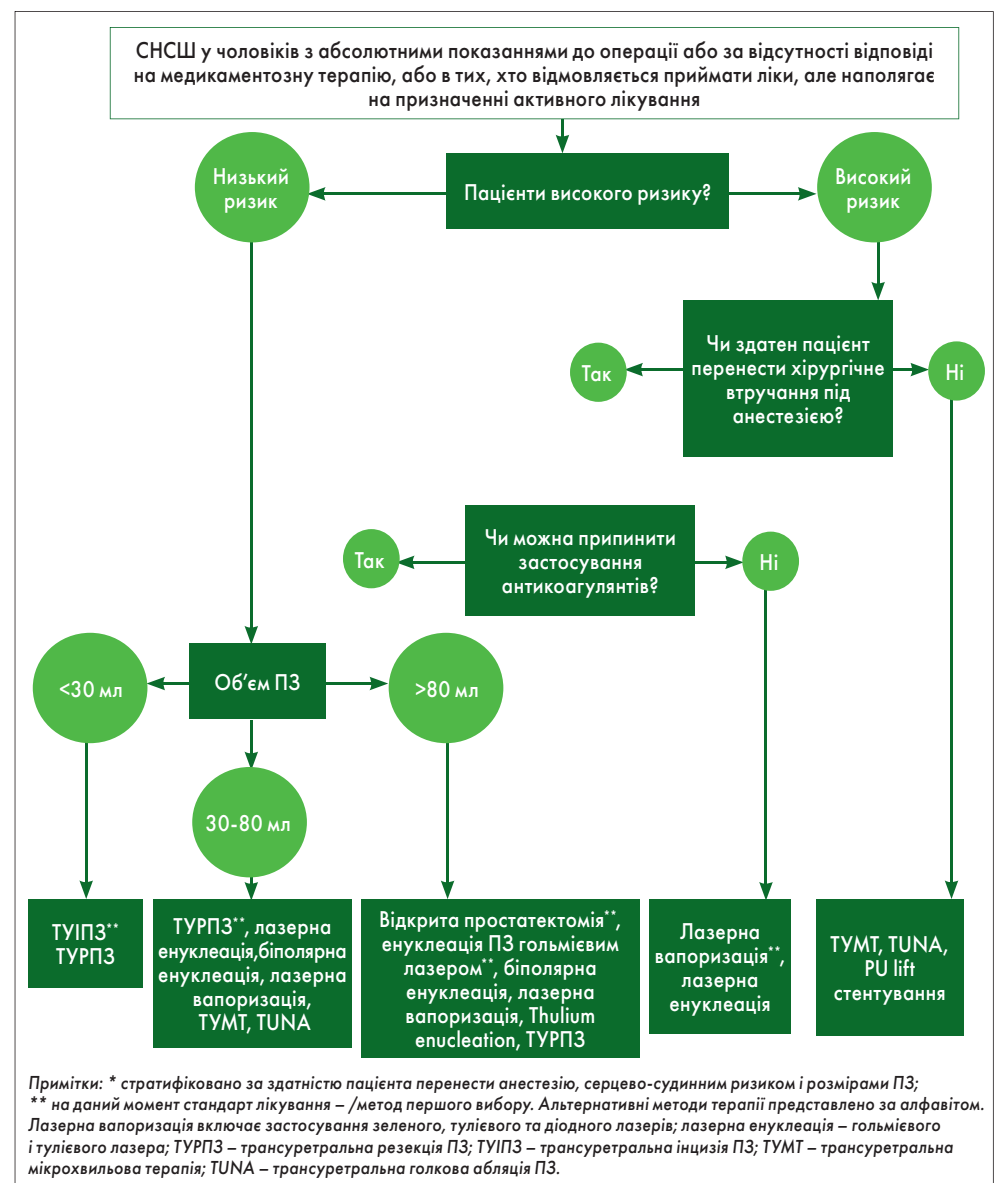 СНСШ у чоловіків з абсолютними показаннями до операції або за відсутності відповіді
на медикаментозну терапію, або в тих, хто відмовляється приймати ліки, але наполягає
на призначенні активного лікування
Низький
ризик
Пацієнти високого ризику?
Високий
ризик
Чи здатен пацієнт
перенести хірургічне
втручання під
анестезією?
Так
Ні
Чи можна припинити
застосування
антикоагулянтів?
Так
Ні
<30 мл
Об’єм ПЗ
>80 мл
30-80 мл
ТУІПЗ**
ТУРПЗ
ТУРПЗ**, лазерна
енуклеація,біполярна
енуклеація, лазерна
вапоризація,
ТУМТ, TUNA
Відкрита простатектомія**,
енуклеація ПЗ гольмієвим
лазером**, біполярна
енуклеація, лазерна
вапоризація, Thulium
enucleation, ТУРПЗ
Лазерна
вапоризація**,
лазерна
енуклеація
ТУМТ, TUNA,
PU lift
стентування
Примітки: * стратифіковано за здатністю пацієнта перенести анестезію, серцево-судинним ризиком і розмірами ПЗ;
** на даний момент стандарт лікування – /метод першого вибору. Альтернативні методи терапії представлено за алфавітом.
Лазерна вапоризація включає застосування зеленого, тулієвого та діодного лазерів; лазерна енуклеація – гольмієвого
і тулієвого лазера; ТУРПЗ – трансуретральна резекція ПЗ; ТУІПЗ – трансуретральна інцизія ПЗ; ТУМТ – трансуретральна
мікрохвильова терапія; TUNA – трансуретральна голкова абляція ПЗ.